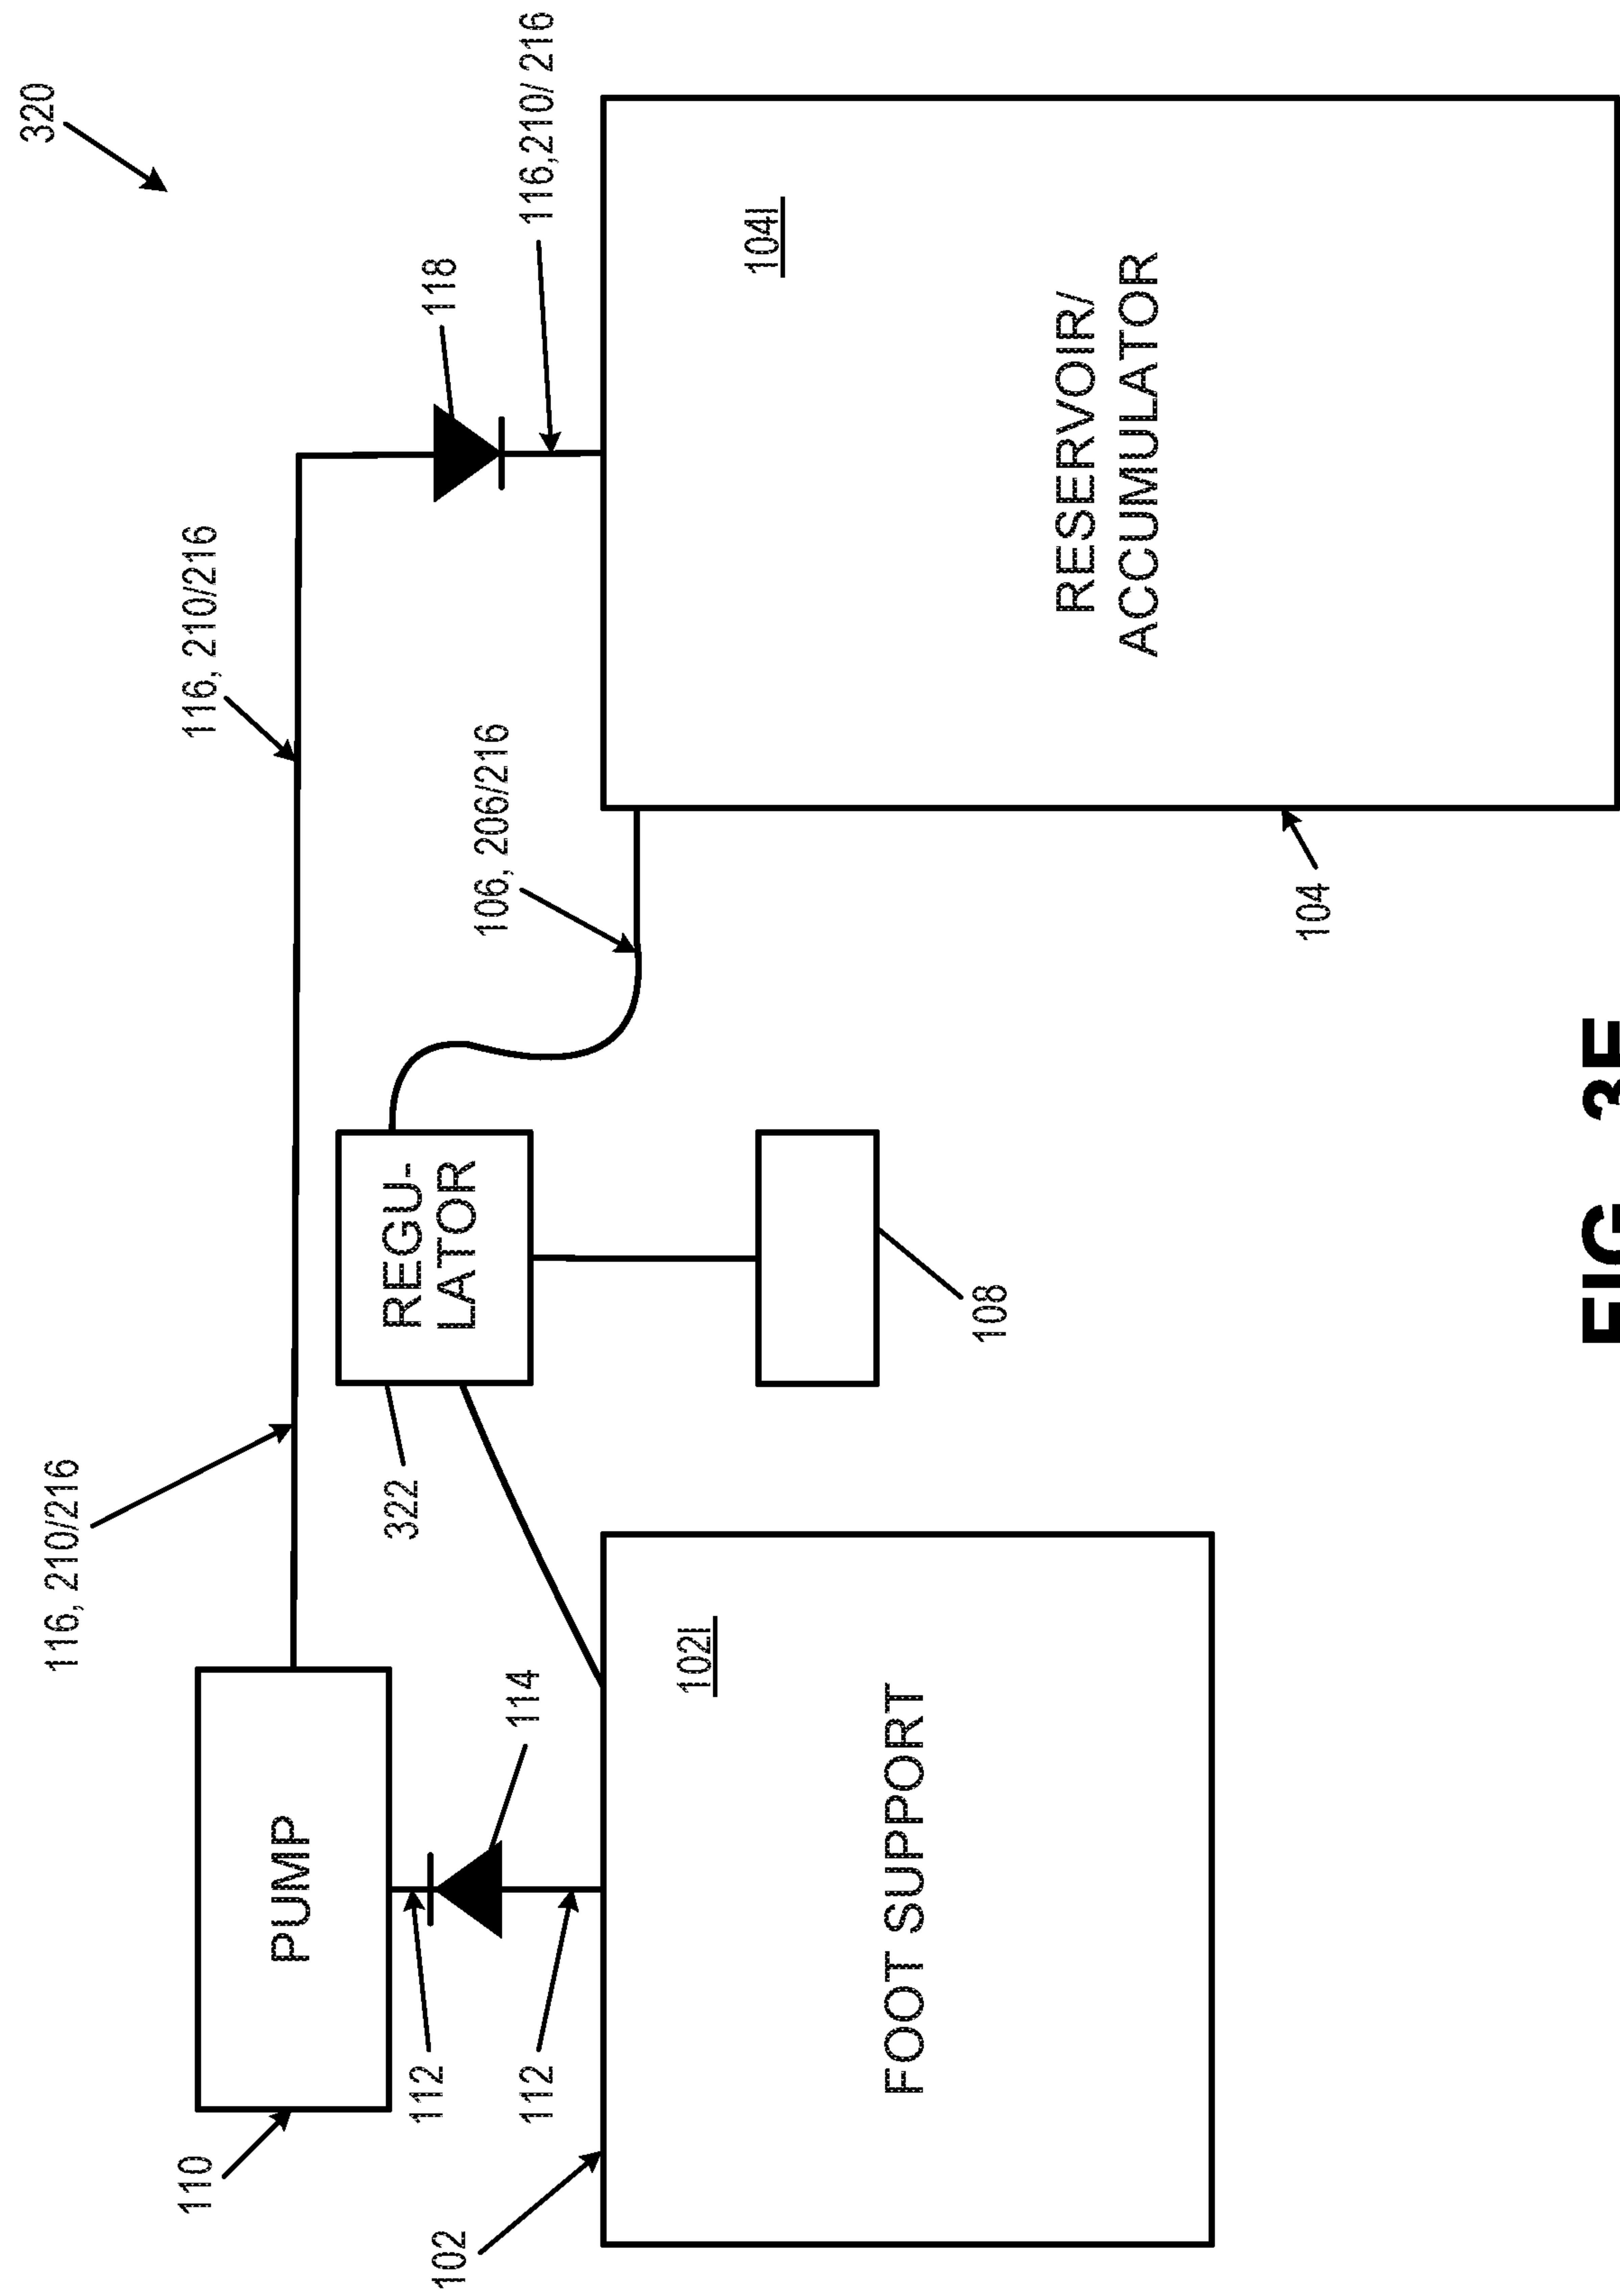 320
116, 210/216
110
116, 210/216
PUMP
322
REGU-
LATOR
112
118
102
106, 206/216
112
114
116,210/ 216
102I
104I
FOOT SUPPORT
108
RESERVOIR/
ACCUMULATOR
104
FIG